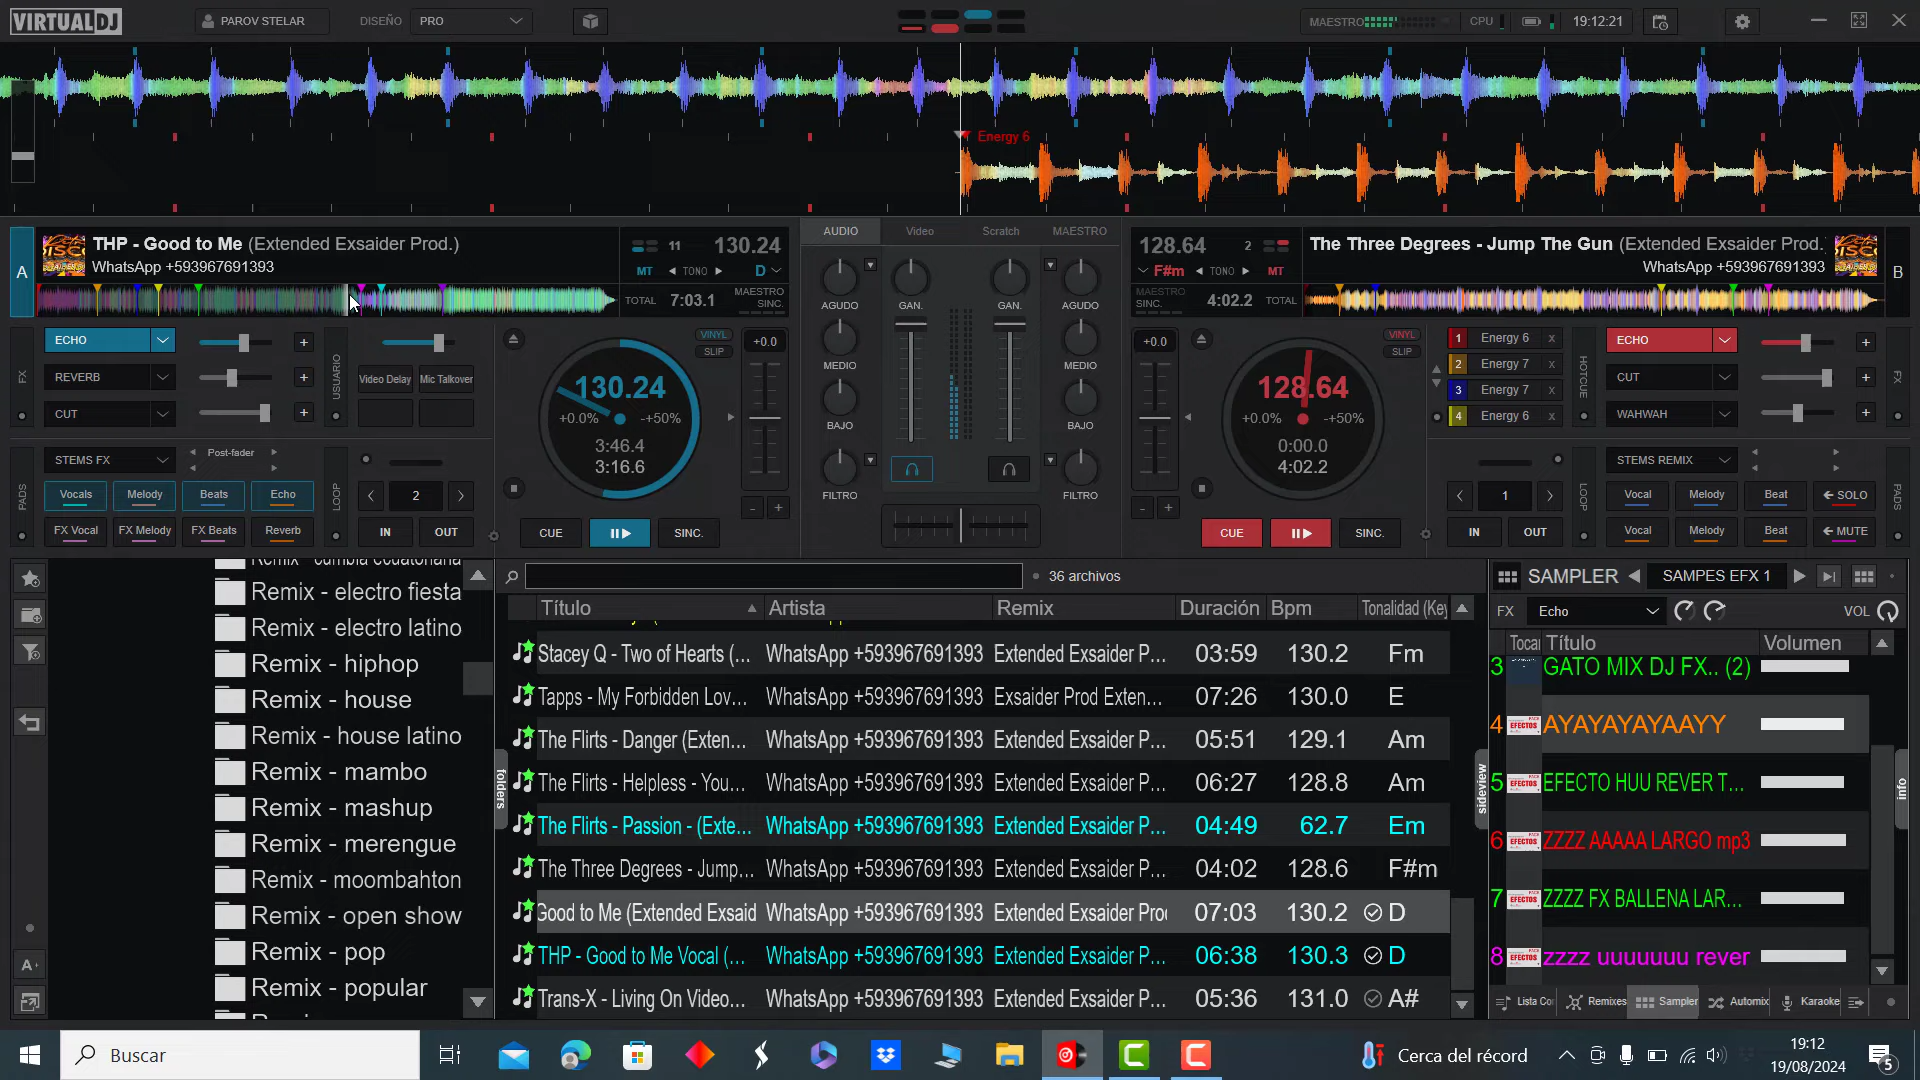 VIRTUALDJ
PAROV STELAR
DISEÑO
PRO
MAESTRO
CPU
19:12:21
Energy 6
A
THP - Good to Me (Extended Exsaider Prod.)
WhatsApp +593967691393
11
130.24
MT
TONO
D
TOTAL
7:03.1
MAESTRO
SINC.
AUDIO
Video
Scratch
MAESTRO
128.64
2
F#m
TONO
MT
MAESTRO
SINC.
4:02.2
TOTAL
The Three Degrees - Jump The Gun (Extended Exsaider Prod.
WhatsApp +593967691393
B
FX
ECHO
REVERB
CUT
USUARIO
Video Delay
Mic Talkover
VINYL
SLIP
130.24
+0.0%
+50%
3:46.4
3:16.6
+0.0
AGUDO
MEDIO
BAJO
FILTRO
GAN.
GAN.
AGUDO
MEDIO
BAJO
FILTRO
+0.0
VINYL
SLIP
128.64
+0.0%
+50%
0:00.0
4:02.2
1
Energy 6
x
2
Energy 7
x
3
Energy 7
x
4
Energy 6
x
HOTCUE
ECHO
CUT
WAHWAH
FX
PADS
STEMS FX
Post-fader
Vocals
Melody
Beats
Echo
FX Vocal
FX Melody
FX Beats
Reverb
LOOP
2
IN
OUT
CUE
SINC.
CUE
SINC.
1
IN
OUT
LOOP
STEMS REMIX
Vocal
Melody
Beat
SOLO
Vocal
Melody
Beat
MUTE
PADS
Remix - cumbia ecuatoriana
Remix - electro fiesta
Remix - electro latino
Remix - hiphop
Remix - house
Remix - house latino
Remix - mambo
Remix - mashup
Remix - merengue
Remix - moombahton
Remix - open show
Remix - pop
Remix - popular
folders
36 archivos
Título
Artista
Remix
Duración
Bpm
Tonalidad (Key
Stacey Q - Two of Hearts (... WhatsApp +593967691393 Extended Exsaider P... 03:59 130.2 Fm
Tapps - My Forbidden Lov... WhatsApp +593967691393 Exsaider Prod Exten... 07:26 130.0 E
The Flirts - Danger (Exten... WhatsApp +593967691393 Extended Exsaider P... 05:51 129.1 Am
The Flirts - Helpless - You... WhatsApp +593967691393 Extended Exsaider P... 06:27 128.8 Am
The Flirts - Passion - (Exte... WhatsApp +593967691393 Extended Exsaider P... 04:49 62.7 Em
The Three Degrees - Jump... WhatsApp +593967691393 Extended Exsaider P... 04:02 128.6 F#m
Good to Me (Extended Exsaid WhatsApp +593967691393 Extended Exsaider Pro 07:03 130.2 D
THP - Good to Me Vocal (... WhatsApp +593967691393 Extended Exsaider P... 06:38 130.3 D
Trans-X - Living On Video... WhatsApp +593967691393 Extended Exsaider P... 05:36 131.0 A#
sideview
SAMPLER
SAMPES EFX 1
FX
Echo
VOL
Tocar
Título
Volumen
3 GATO MIX DJ FX.. (2)
4 AYAYAYAYAAYY
5 EFECTO HUU REVER T...
6 ZZZZ AAAAA LARGO mp3
7 ZZZZ FX BALLENA LAR...
8 zzzz uuuuuuu rever
info
Lista Co
Remixes
Sampler
Automix
Karaoke
Buscar
Cerca del récord
19:12
19/08/2024
5